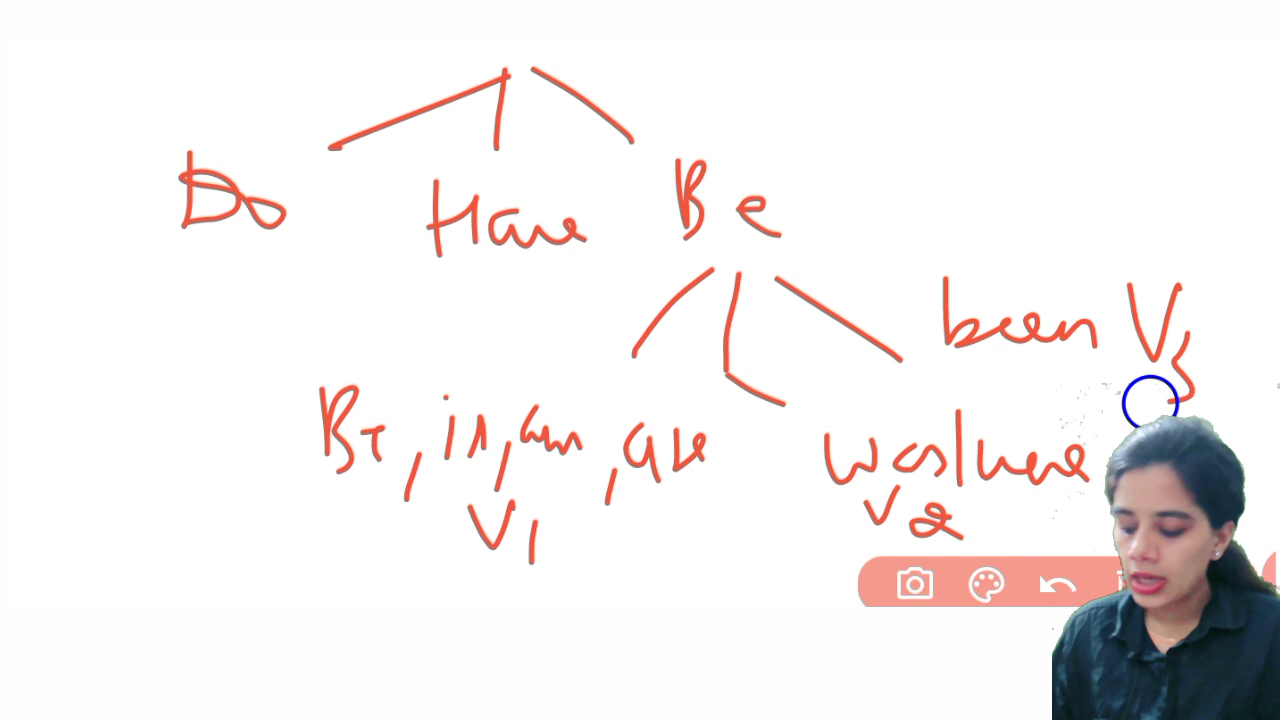 Do Have Be
been V3
Be, is, am, are was/were
V1 V2